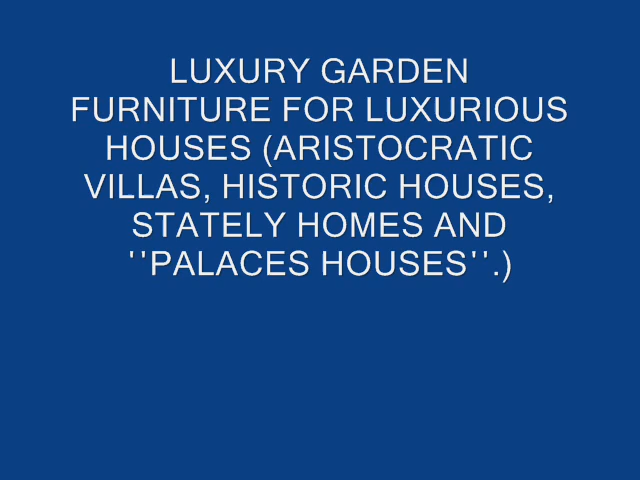 LUXURY GARDEN
FURNITURE FOR LUXURIOUS
HOUSES (ARISTOCRATIC
VILLAS, HISTORIC HOUSES,
STATELY HOMES AND
''PALACES HOUSES''.)